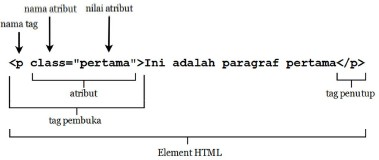 nama atribut
nilai atribut
nama tag
<p class="pertama">Ini adalah paragraf pertama</p>
atribut
tag penutup
tag pembuka
Element HTML